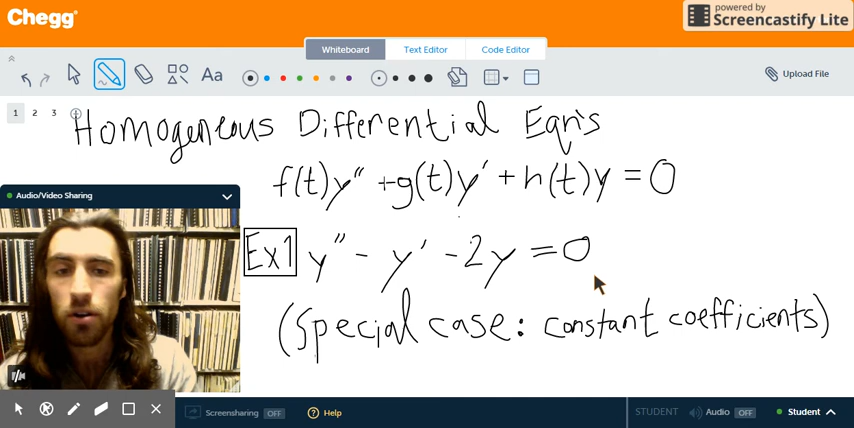 Chegg
powered by
Screencastify Lite
Whiteboard Text Editor Code Editor
Aa
Upload File
1 2 3
Homogeneous Differential Eqn's
f(t)y" +g(t)y' + h(t)y = 0
Audio/Video Sharing
Ex1 y" - y' - 2y = 0
(Special case: constant coefficients)
Screensharing OFF Help STUDENT Audio OFF Student